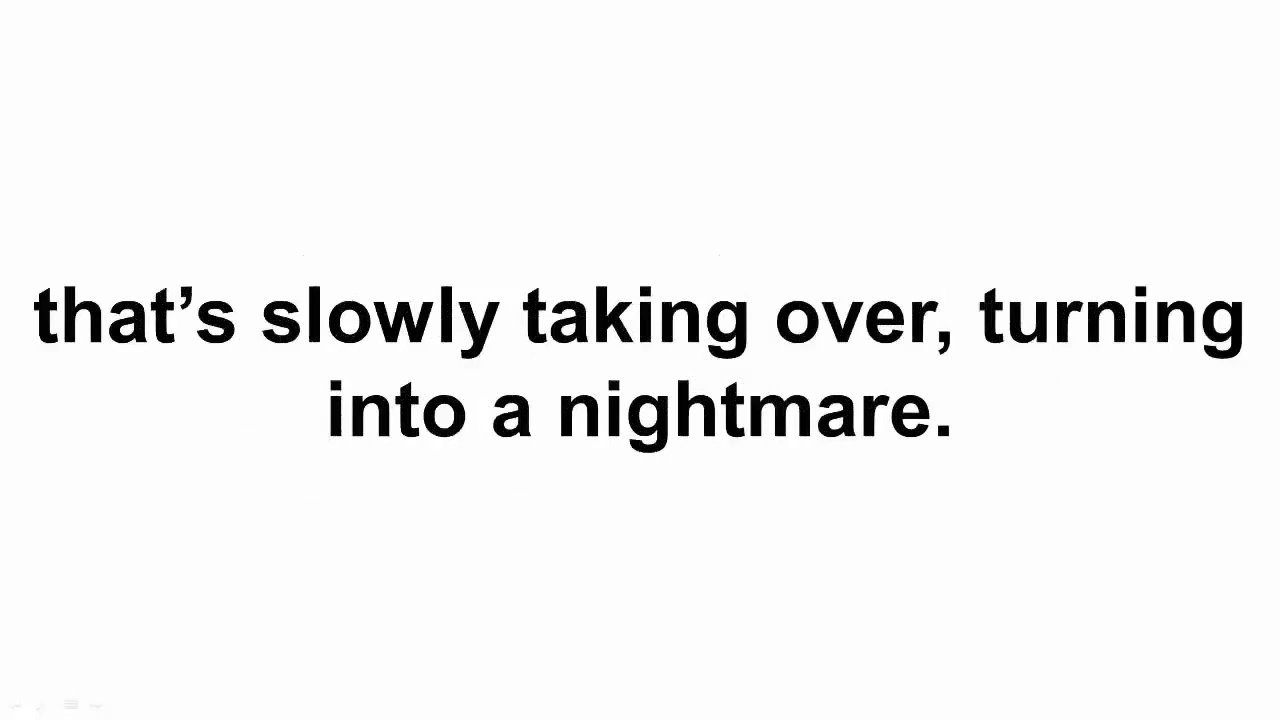 that’s slowly taking over, turning
into a nightmare.